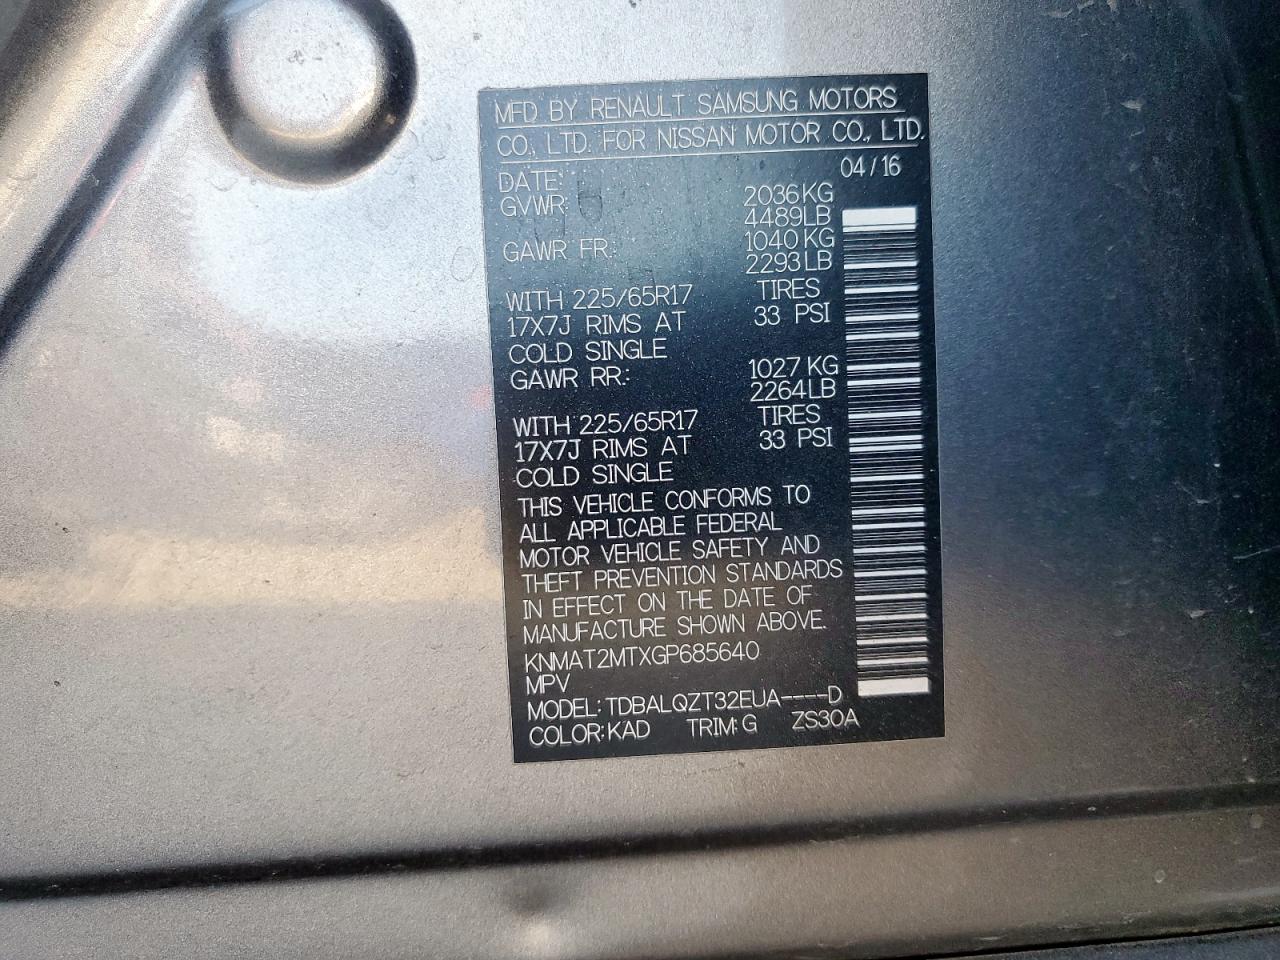 MFD BY RENAULT SAMSUNG MOTORS
CO., LTD. FOR NISSAN MOTOR CO., LTD.
DATE: 04/16
GVWR: 2036KG
4489LB
GAWR FR.: 1040KG
2293LB
WITH 225/65R17 TIRES
17X7J RIMS AT 33 PSI
COLD SINGLE
GAWR RR.: 1027KG
2264LB
WITH 225/65R17 TIRES
17X7J RIMS AT 33 PSI
COLD SINGLE
THIS VEHICLE CONFORMS TO
ALL APPLICABLE FEDERAL
MOTOR VEHICLE SAFETY AND
THEFT PREVENTION STANDARDS
IN EFFECT ON THE DATE OF
MANUFACTURE SHOWN ABOVE.
KNMAT2MTXGP685640
MPV
MODEL:TDBALQZT32EUA----D
COLOR:KAD TRIM:G ZS30A